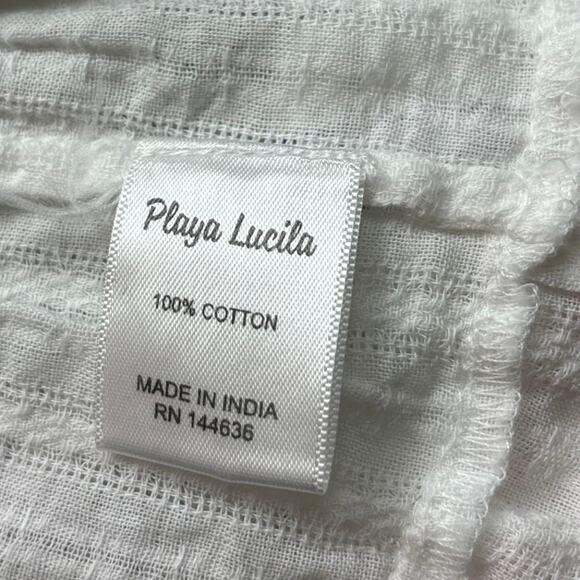 Playa Lucila
100% COTTON
MADE IN INDIA
RN 144636